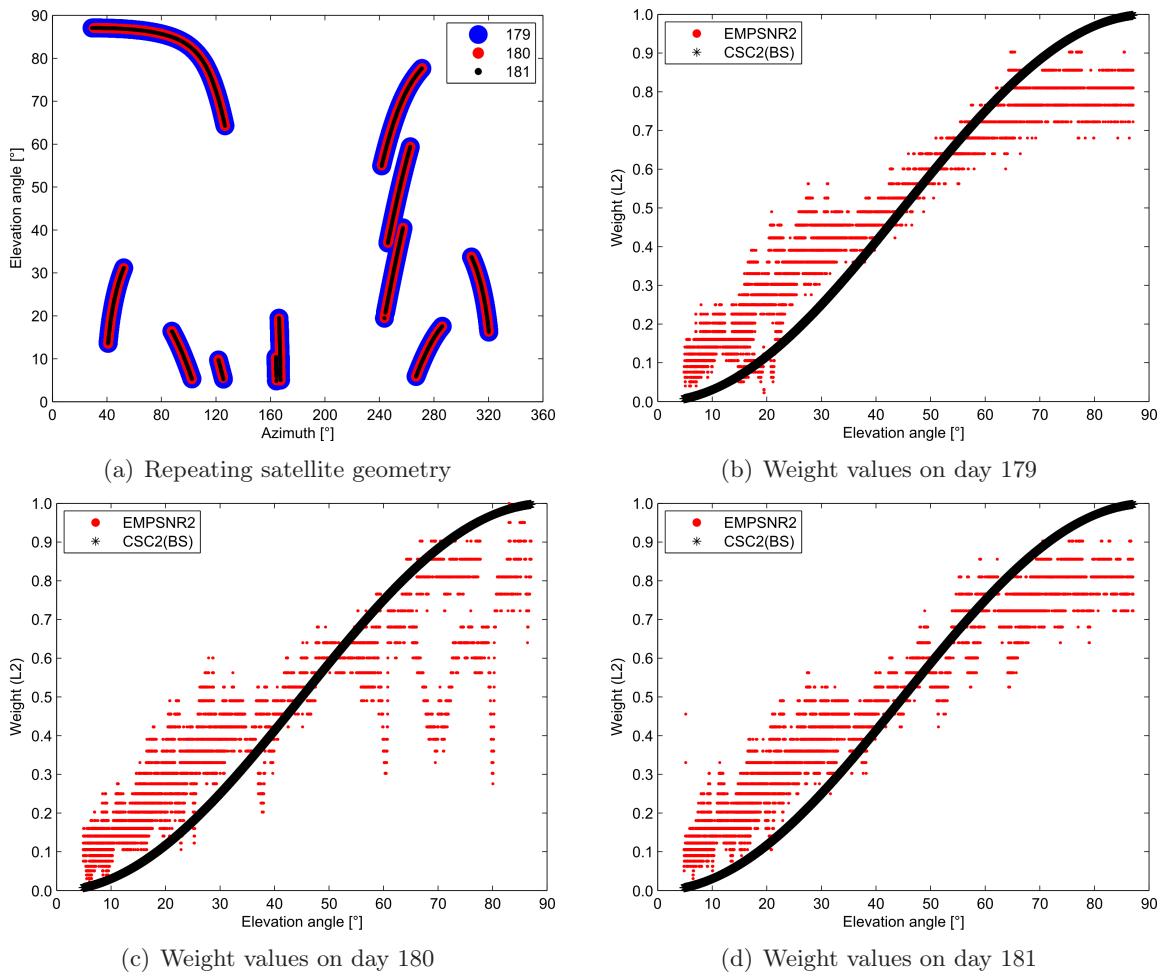 90
80
70
60
50
40
30
20
10
0
Elevation angle [°]
0 40 80 120 160 200 240 280 320 360
Azimuth [°]
179
180
181
(a) Repeating satellite geometry
1.0
0.9
0.8
0.7
0.6
0.5
0.4
0.3
0.2
0.1
0.0
Weight (L2)
EMPSNR2
CSC2(BS)
0 10 20 30 40 50 60 70 80 90
Elevation angle [°]
(b) Weight values on day 179
1.0
0.9
0.8
0.7
0.6
0.5
0.4
0.3
0.2
0.1
0.0
Weight (L2)
EMPSNR2
CSC2(BS)
0 10 20 30 40 50 60 70 80 90
Elevation angle [°]
(c) Weight values on day 180
1.0
0.9
0.8
0.7
0.6
0.5
0.4
0.3
0.2
0.1
0.0
Weight (L2)
EMPSNR2
CSC2(BS)
0 10 20 30 40 50 60 70 80 90
Elevation angle [°]
(d) Weight values on day 181